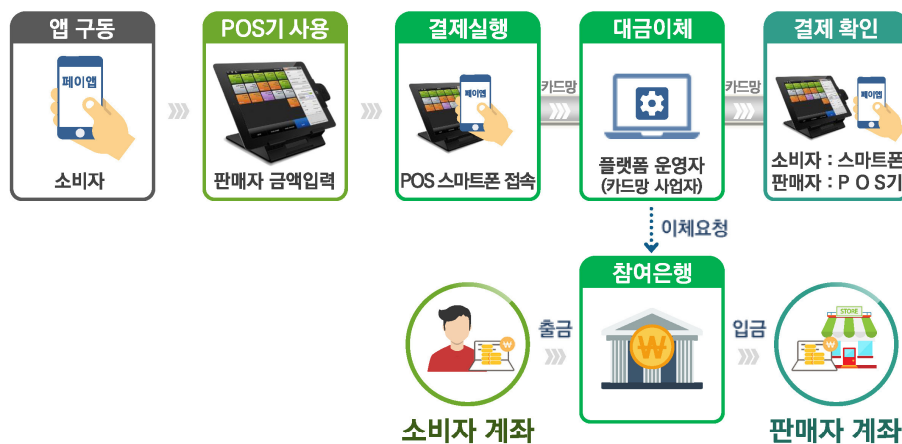 앱 구동
페이앱
소비자
POS기 사용
판매자 금액입력
결제실행
페이앱
POS 스마트폰 접속
카드망
대금이체
플랫폼 운영자
(카드망 사업자)
카드망
결제 확인
페이앱
소비자 : 스마트폰
판매자 : P O S기
이체요청
참여은행
출금
입금
STORE
소비자 계좌
판매자 계좌